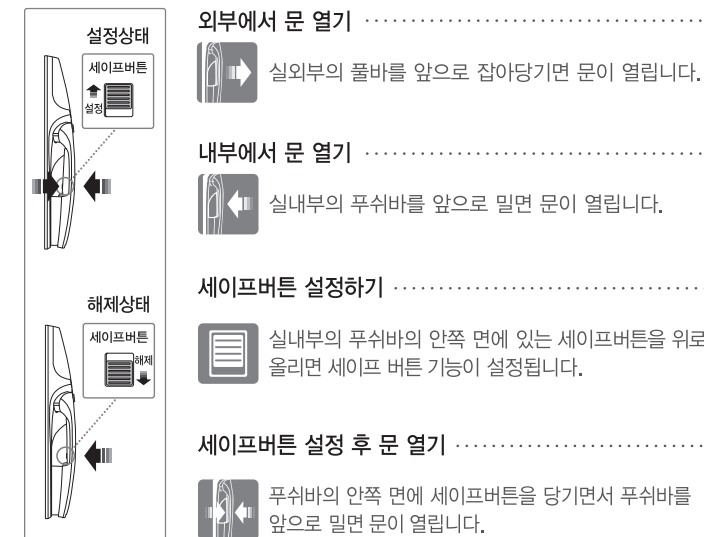 설정상태
세이프버튼
설정
해제상태
세이프버튼
해제
외부에서 문 열기
실외부의 풀바를 앞으로 잡아당기면 문이 열립니다.
내부에서 문 열기
실내부의 푸쉬바를 앞으로 밀면 문이 열립니다.
세이프버튼 설정하기
실내부의 푸쉬바의 안쪽 면에 있는 세이프버튼을 위로
올리면 세이프 버튼 기능이 설정됩니다.
세이프버튼 설정 후 문 열기
푸쉬바의 안쪽 면에 세이프버튼을 당기면서 푸쉬바를
앞으로 밀면 문이 열립니다.